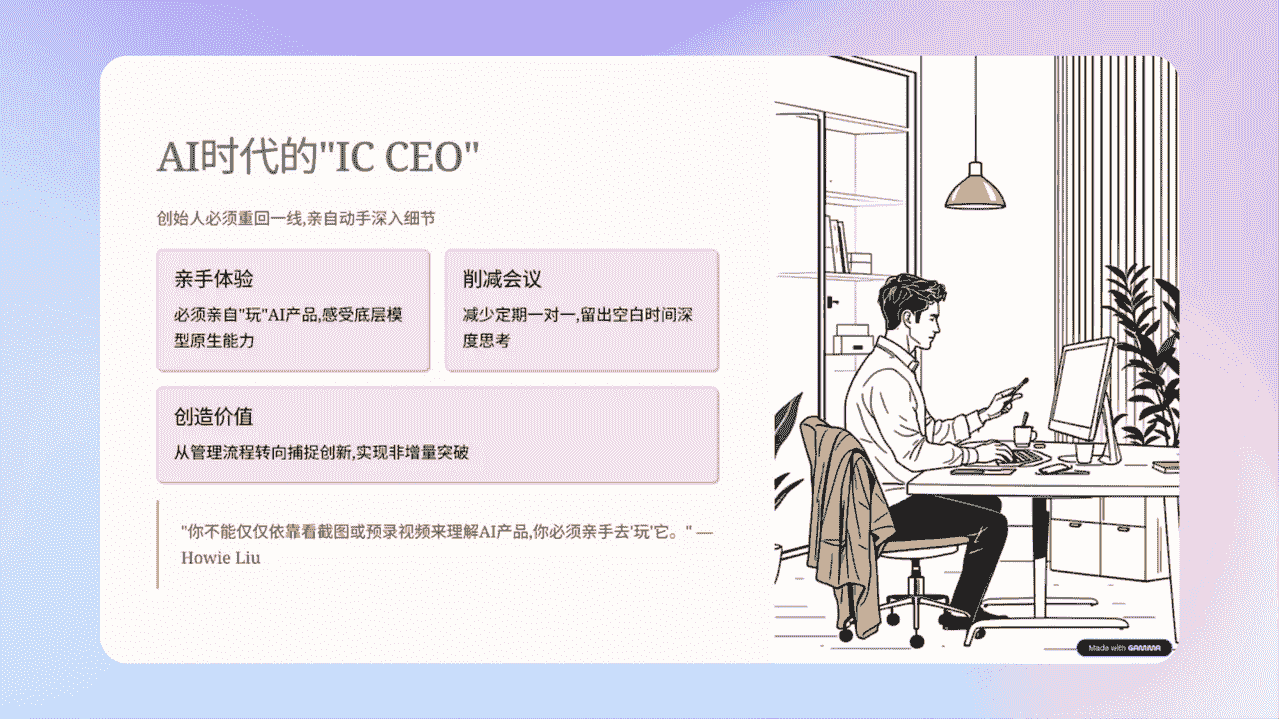 AI时代的"IC CEO"
创始人必须重回一线,亲自动手深入细节
亲手体验
必须亲自"玩"AI产品,感受底层模
型原生能力
削减会议
减少定期一对一,留出空白时间深
度思考
创造价值
从管理流程转向捕捉创新,实现非增量突破
"你不能仅仅依靠看截图或预录视频来理解AI产品,你必须亲手去'玩'它。" —
Howie Liu
Made with GAMMA